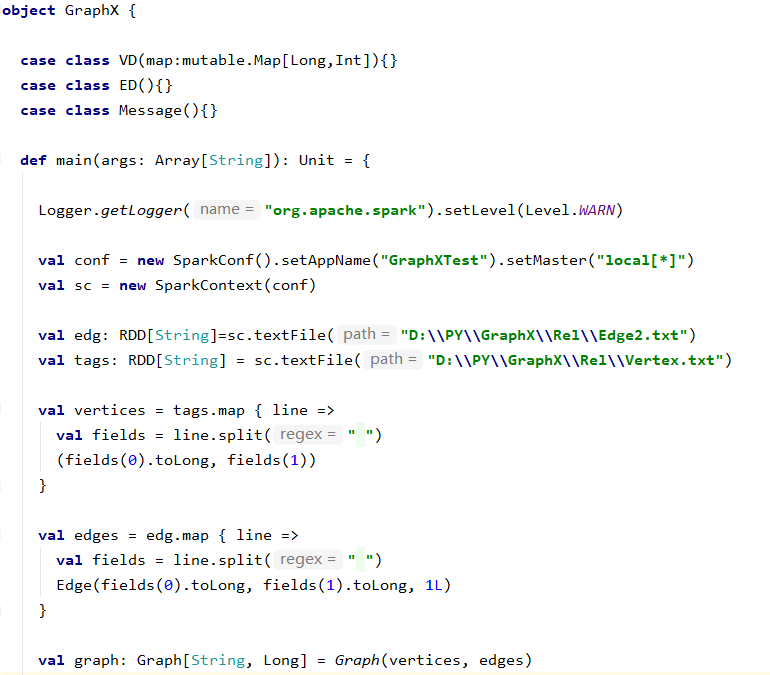 object GraphX {
case class VD(map:mutable.Map[Long,Int]){}
case class ED(){}
case class Message(){}
def main(args: Array[String]): Unit = {
Logger.getLogger( name = "org.apache.spark").setLevel(Level.WARN)
val conf = new SparkConf().setAppName("GraphXTest").setMaster("local[*]")
val sc = new SparkContext(conf)
val edg: RDD[String]=sc.textFile( path = "D:\\PY\\GraphX\\Rel\\Edge2.txt")
val tags: RDD[String] = sc.textFile( path = "D:\\PY\\GraphX\\Rel\\Vertex.txt")
val vertices = tags.map { line =>
val fields = line.split( regex = " ")
(fields(0).toLong, fields(1))
}
val edges = edg.map { line =>
val fields = line.split( regex = " ")
Edge(fields(0).toLong, fields(1).toLong, 1L)
}
val graph: Graph[String, Long] = Graph(vertices, edges)